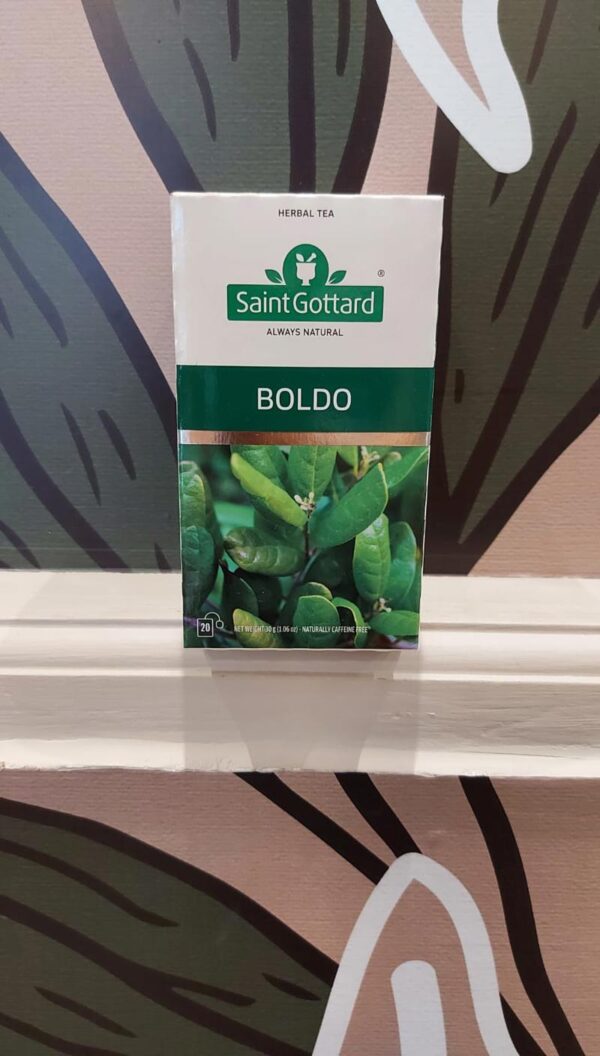 HERBAL TEA
SaintGottard
®
ALWAYS NATURAL
BOLDO
20
NET WEIGHT 30 g (1.06 oz) - NATURALLY CAFFEINE FREE